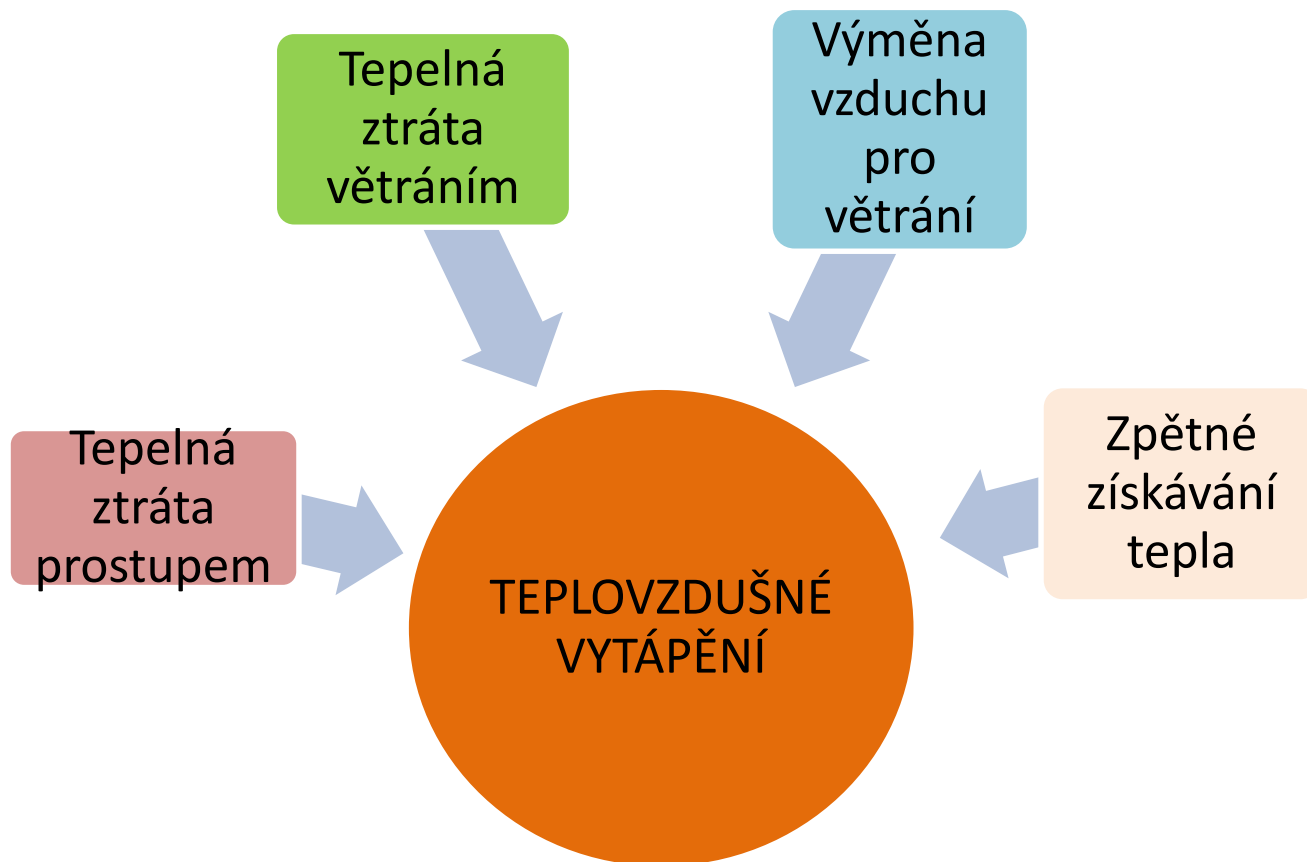 Tepelná
ztráta
větráním
Výměna
vzduchu
pro
větrání
Tepelná
ztráta
prostupem
Zpětné
získávání
tepla
TEPLOVZDUŠNÉ
VYTÁPĚNÍ